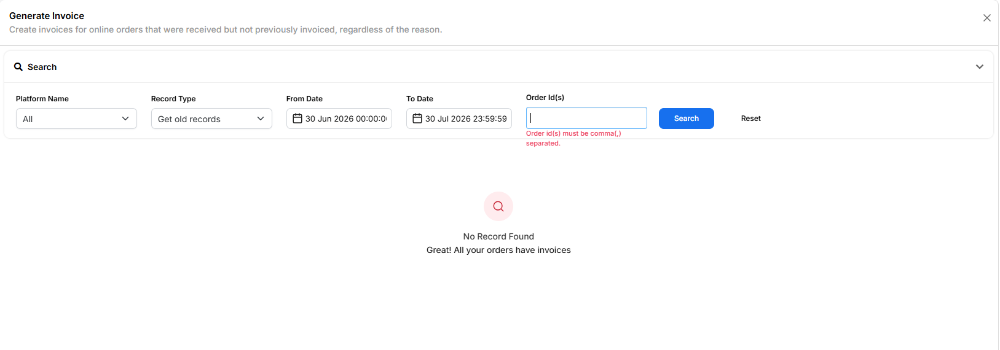 Generate Invoice
Create invoices for online orders that were received but not previously invoiced, regardless of the reason.
Search
Platform Name
Record Type
From Date
To Date
Order Id(s)
All
Get old records
30 Jun 2026 00:00:0
30 Jul 2026 23:59:59
Search
Reset
Order id(s) must be comma(,)
separated.
No Record Found
Great! All your orders have invoices